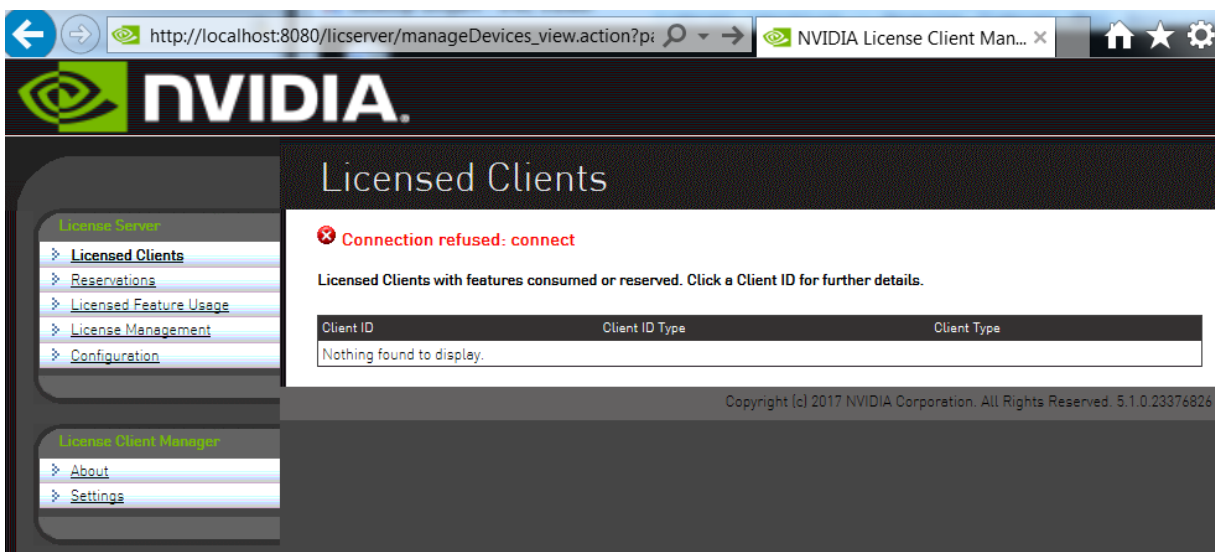 http://localhost:8080/licserver/manageDevices_view.action?pa
NVIDIA License Client Man...
NVIDIA.
Licensed Clients
License Server
Licensed Clients
Reservations
Licensed Feature Usage
License Management
Configuration
Connection refused: connect
Licensed Clients with features consumed or reserved. Click a Client ID for further details.
Client ID Client ID Type Client Type
Nothing found to display.
Copyright (c) 2017 NVIDIA Corporation. All Rights Reserved. 5.1.0.23376826
License Client Manager
About
Settings